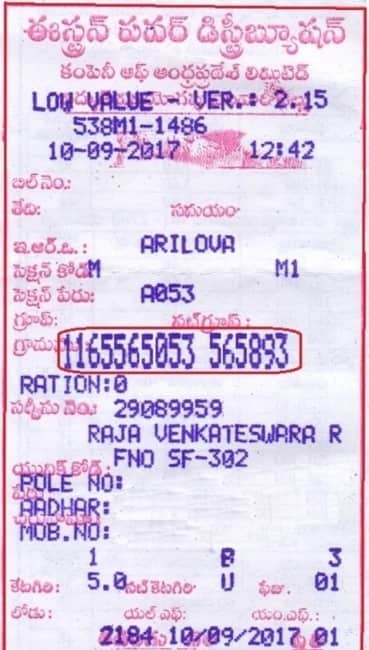 ఈస్ట్రన్ పవర్ డిస్ట్రిబ్యూషన్
కంపెనీ ఆఫ్ ఆంధ్రప్రదేశ్ లిమిటెడ్
LOW VALUE - VER.: 2.15
538M1-1486
10-09-2017 12:42
బిల్ నెం:
తేది: సమయం:
ఇ.ఆర్.ఓ.: ARILOVA
సెక్షన్ కోడ్ M M1
సెక్షన్ పేరు: A053
గ్రూప్: సబ్‌గ్రూప్:
1165565053 565893
RATION:0
సర్వీసు నెం.: 29089959
RAJA VENKATESWARA R
యునిక్ కోడ్: FNO SF-302
POLE NO:
AADHAR:
MOB.NO:
1 B 3
కేటగిరి: 5.0 సబ్ కెటగిరి: U ఫేజు: 01
లోడు: యల్ ఎఫ్: యం.ఎఫ్.:
2184 10/09/2017 01